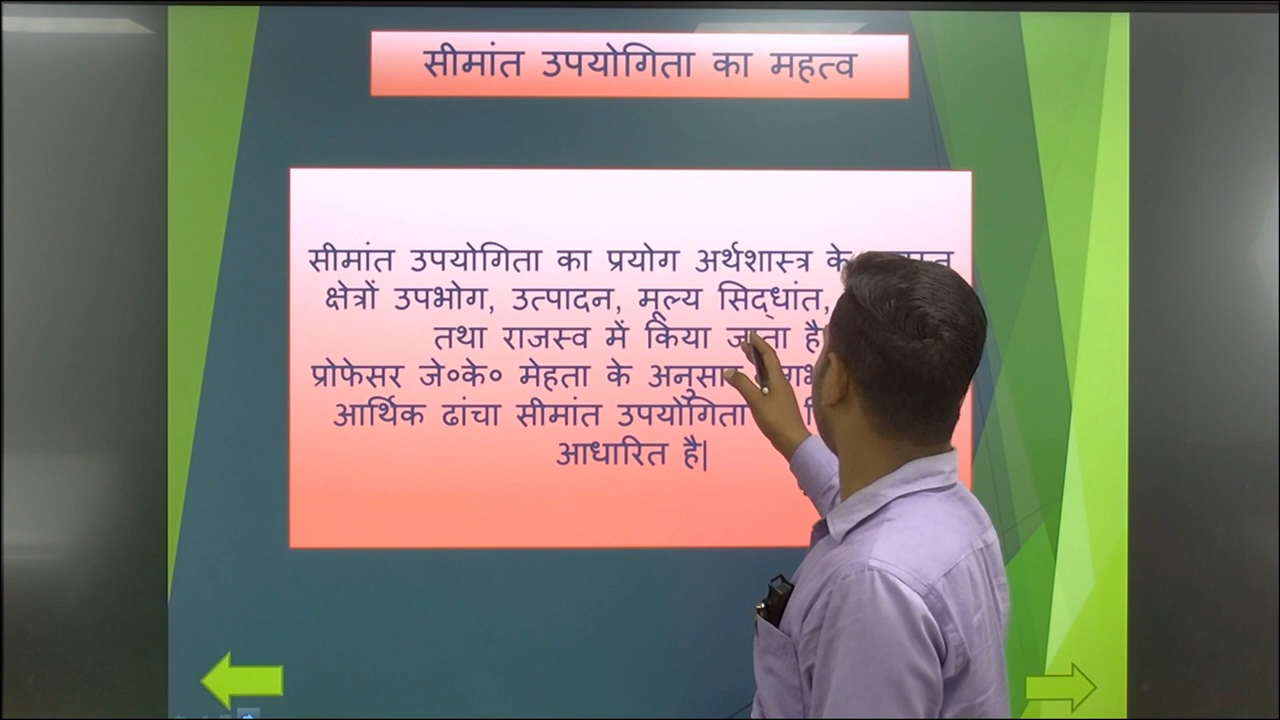 सीमांत उपयोगिता का महत्व
सीमांत उपयोगिता का प्रयोग अर्थशास्त्र के
क्षेत्रों उपभोग, उत्पादन, मूल्य सिद्धांत,
तथा राजस्व में किया जाता है
प्रोफेसर जे०के० मेहता के अनुसार
आर्थिक ढांचा सीमांत उपयोगिता
आधारित है|